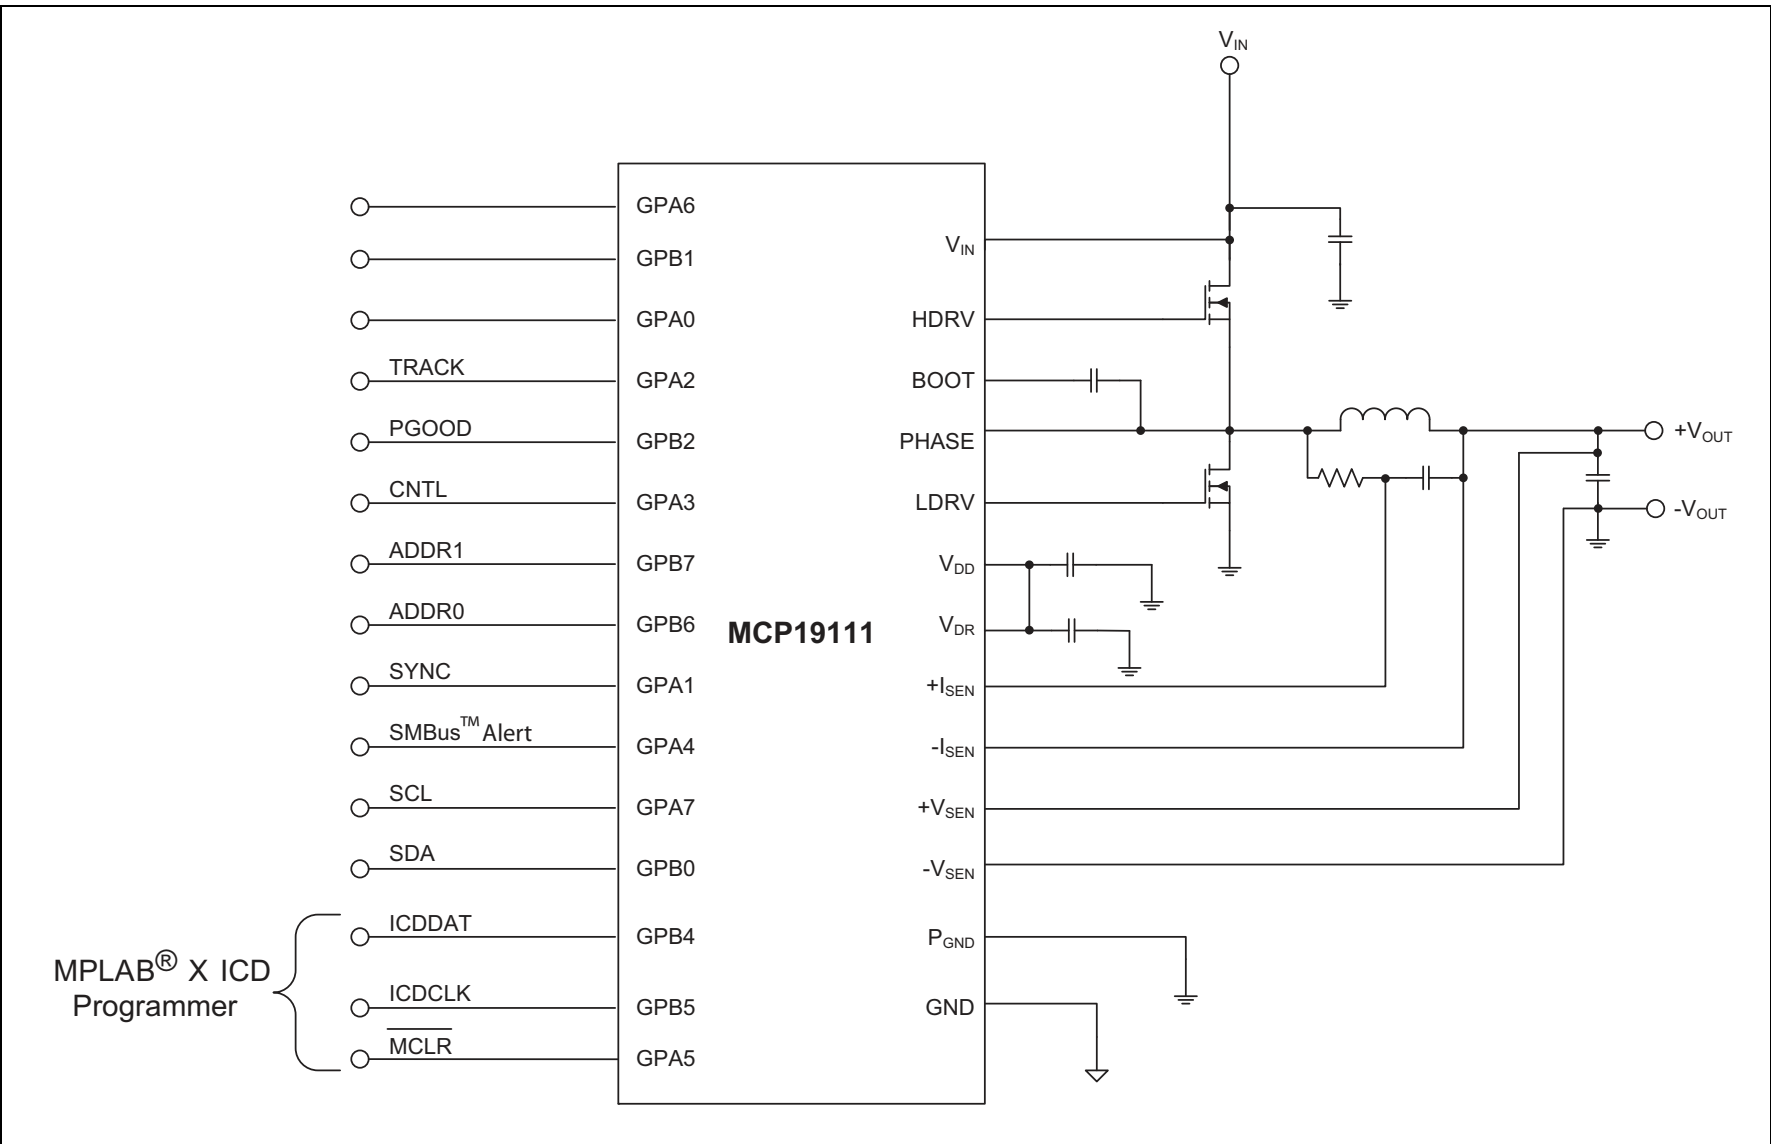 V_IN
GPA6
GPB1
V_IN
GPA0
HDRV
TRACK
GPA2
BOOT
PGOOD
GPB2
PHASE
+V_OUT
CNTL
GPA3
LDRV
-V_OUT
ADDR1
GPB7
V_DD
ADDR0
GPB6
MCP19111
V_DR
SYNC
GPA1
+I_SEN
SMBus™ Alert
GPA4
-I_SEN
SCL
GPA7
+V_SEN
SDA
GPB0
-V_SEN
ICDDAT
GPB4
P_GND
MPLAB® X ICD
Programmer
ICDCLK
GPB5
GND
M̅C̅L̅R̅
GPA5